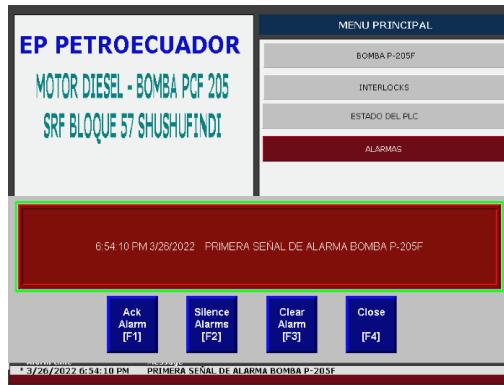 MENU PRINCIPAL
EP PETROECUADOR
BOMBA P-205F
MOTOR DIESEL - BOMBA PCF 205
INTERLOCKS
SRF BLOQUE 57 SHUSHUFINDI
ESTADO DEL PLC
ALARMAS
6:54:10 PM 3/26/2022 PRIMERA SEÑAL DE ALARMA BOMBA P-205F
Ack Alarm [F1]
Silence Alarms [F2]
Clear Alarm [F3]
Close [F4]
* 3/26/2022 6:54:10 PM PRIMERA SEÑAL DE ALARMA BOMBA P-205F